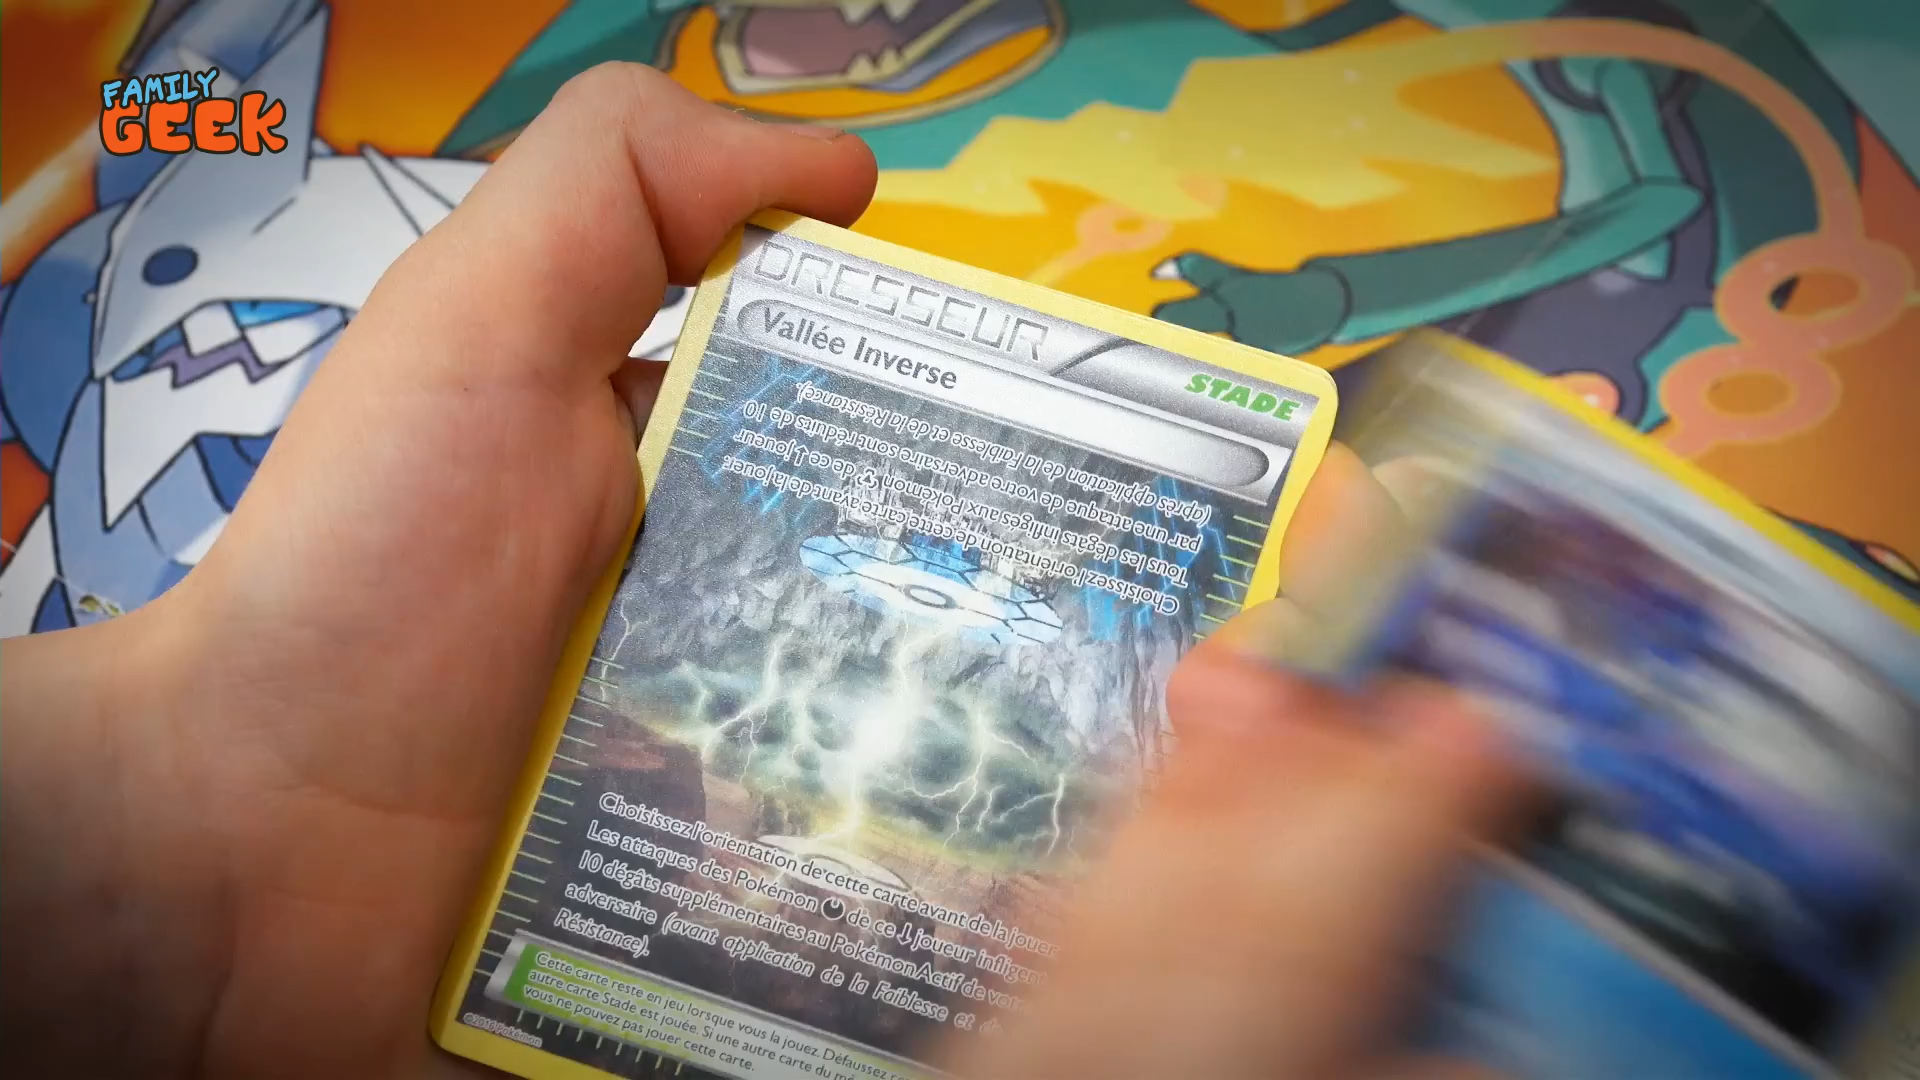 FAMILY
GEEK
DRESSEUR
Vallée Inverse
STADE
Choisissez l'orientation de cette carte avant de la jouer.
Tous les dégâts infligés aux Pokémon de ce ↓ joueur
par une attaque de votre adversaire sont réduits de 10
(après application de la Faiblesse et de la Résistance).
Choisissez l'orientation de cette carte avant de la jouer
Les attaques des Pokémon de ce ↓ joueur infligent
10 dégâts supplémentaires au Pokémon Actif de
adversaire (avant application de la Faiblesse et
Résistance).
Cette carte reste en jeu lorsque vous la jouez. Défaussez
autre carte Stade est jouée. Si une autre carte du
vous ne pouvez pas jouer cette carte.
©2016 Pokémon